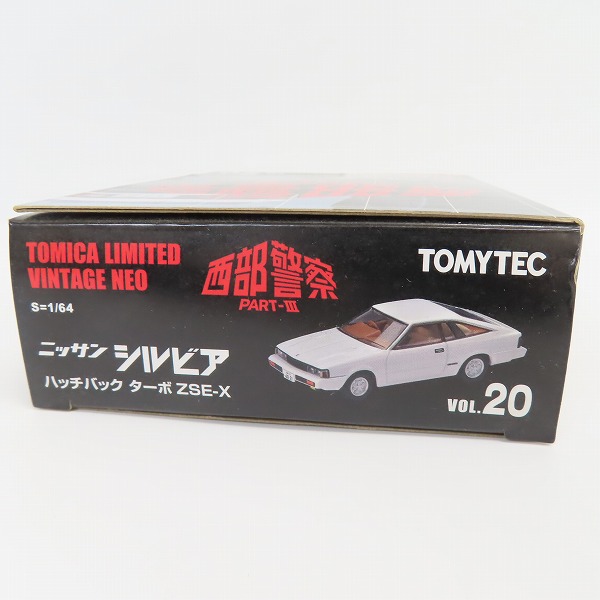 TOMICA LIMITED
VINTAGE NEO
S=1/64
西部警察
PART-Ⅲ
TOMYTEC
ニッサン シルビア
ハッチバック ターボ ZSE-X
VOL.20